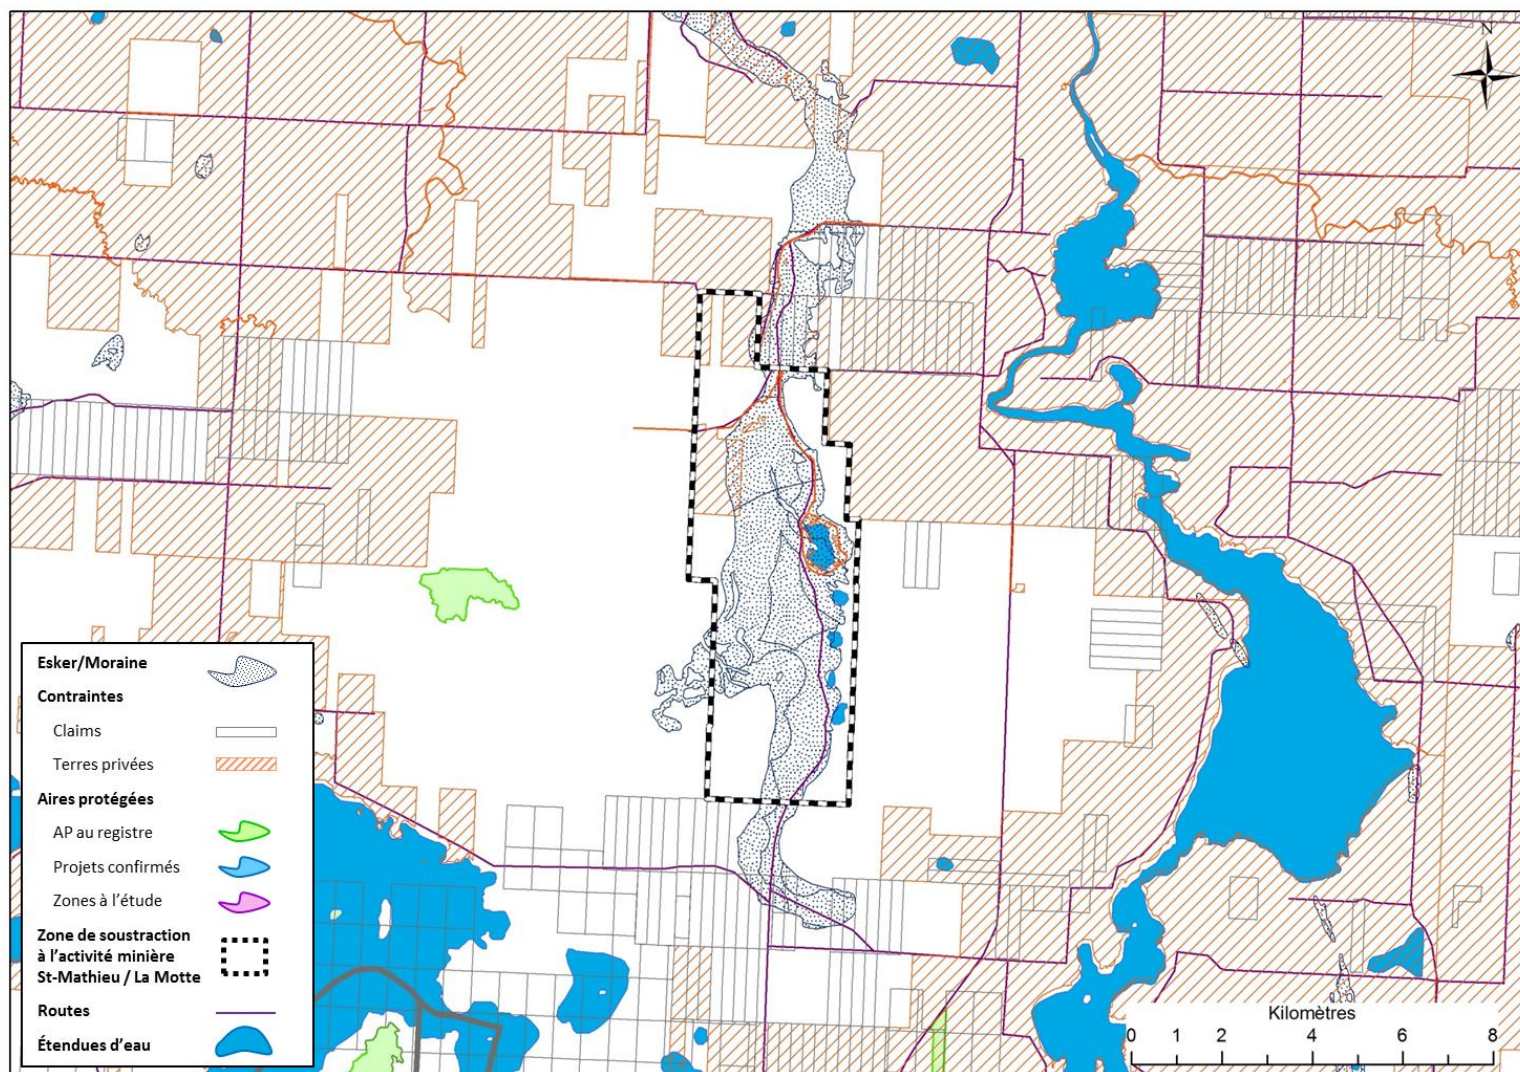 N
Esker/Moraine
Contraintes
Claims
Terres privées
Aires protégées
AP au registre
Projets confirmés
Zones à l’étude
Zone de soustraction
à l’activité minière
St-Mathieu / La Motte
Routes
Étendues d’eau
Kilomètres
0 1 2 4 6 8